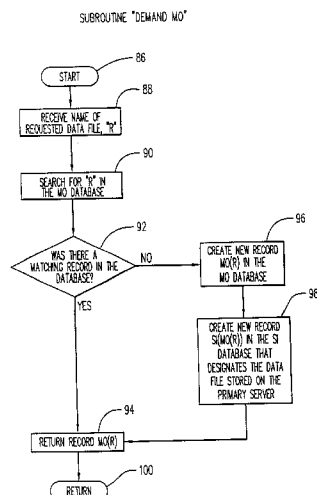 SUBROUTINE "DEMAND MO"
86
START
88
RECEIVE NAME OF
REQUESTED DATA FILE, "R"
90
SEARCH FOR "R" IN
THE MO DATABASE
92
WAS THERE A
MATCHING RECORD IN THE
DATABASE?
NO
YES
96
CREATE NEW RECORD
MO(R) IN THE
MO DATABASE
98
CREATE NEW RECORD
SI(MO(R)) IN THE SI
DATABASE THAT
DESIGNATES THE DATA
FILE STORED ON THE
PRIMARY SERVER
94
RETURN RECORD MO(R)
100
RETURN